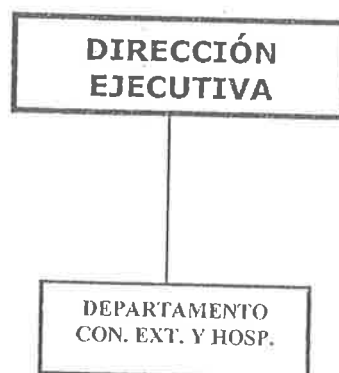 DIRECCIÓN
EJECUTIVA
DEPARTAMENTO
CON. EXT. Y HOSP.